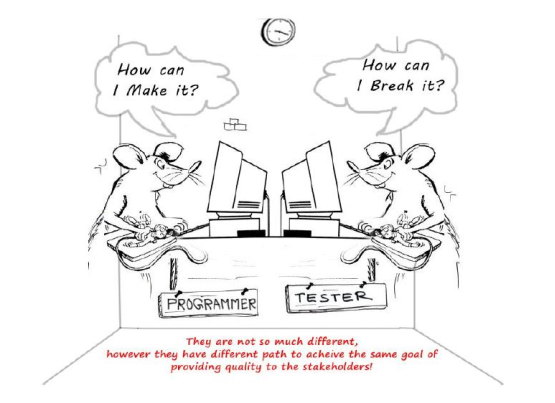 How can
I Make it?
How can
I Break it?
PROGRAMMER
TESTER
They are not so much different,
however they have different path to acheive the same goal of
providing quality to the stakeholders!